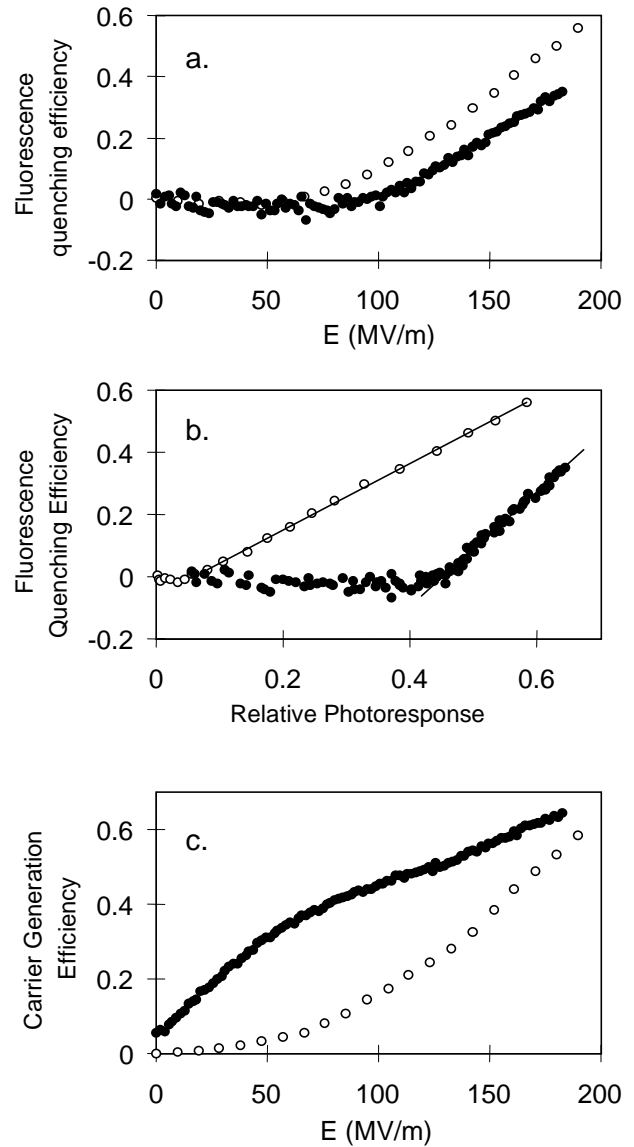 0.6
a.
0.4
0.2
0
-0.2
Fluorescence
quenching efficiency
0 50 100 150 200
E (MV/m)
0.6
b.
0.4
0.2
0
-0.2
Fluorescence
Quenching Efficiency
0 0.2 0.4 0.6
Relative Photoresponse
c.
0.6
0.4
0.2
0
Carrier Generation
Efficiency
0 50 100 150 200
E (MV/m)